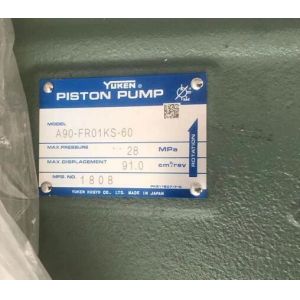 YUKEN ®
PISTON PUMP
MODEL
A90-FR01KS-60
MAX.PRESSURE 28 MPa
MAX.DISPLACEMENT 91.0 cm³/rev
MFG. NO. 1808
ROTATION
YUKEN KOGYO CO., LTD. MADE IN JAPAN